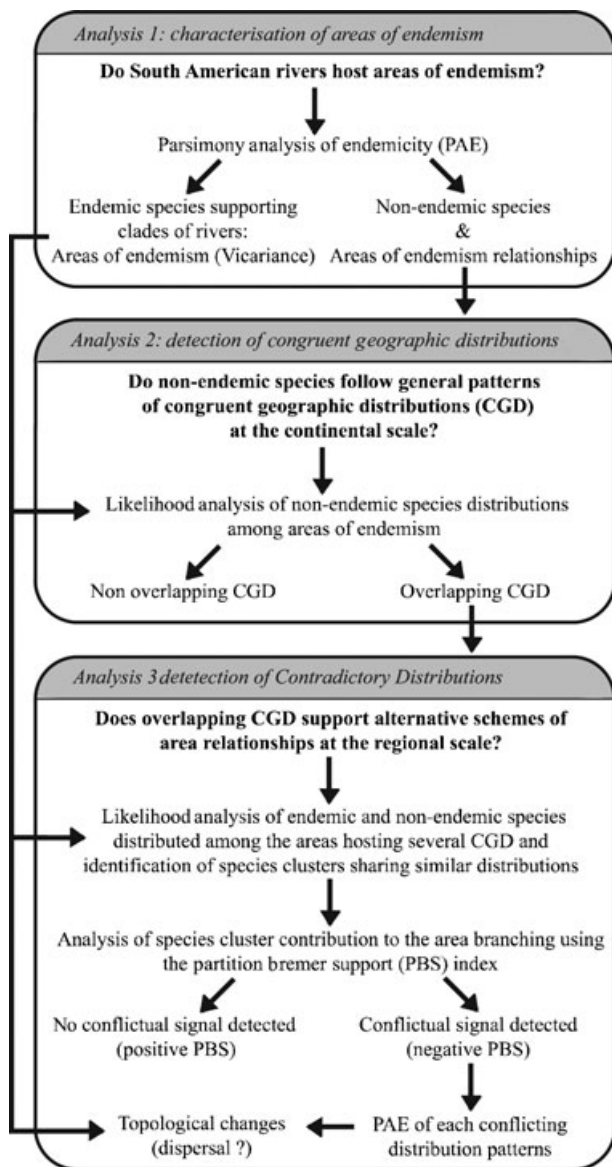 Analysis 1: characterisation of areas of endemism
Do South American rivers host areas of endemism?
Parsimony analysis of endemicity (PAE)
Endemic species supporting
clades of rivers:
Areas of endemism (Vicariance)
Non-endemic species
&
Areas of endemism relationships
Analysis 2: detection of congruent geographic distributions
Do non-endemic species follow general patterns
of congruent geographic distributions (CGD)
at the continental scale?
Likelihood analysis of non-endemic species distributions
among areas of endemism
Non overlapping CGD
Overlapping CGD
Analysis 3 detetection of Contradictory Distributions
Does overlapping CGD support alternative schemes of
area relationships at the regional scale?
Likelihood analysis of endemic and non-endemic species
distributed among the areas hosting several CGD and
identification of species clusters sharing similar distributions
Analysis of species cluster contribution to the area branching using
the partition bremer support (PBS) index
No conflictual signal detected
(positive PBS)
Conflictual signal detected
(negative PBS)
Topological changes
(dispersal ?)
PAE of each conflicting
distribution patterns